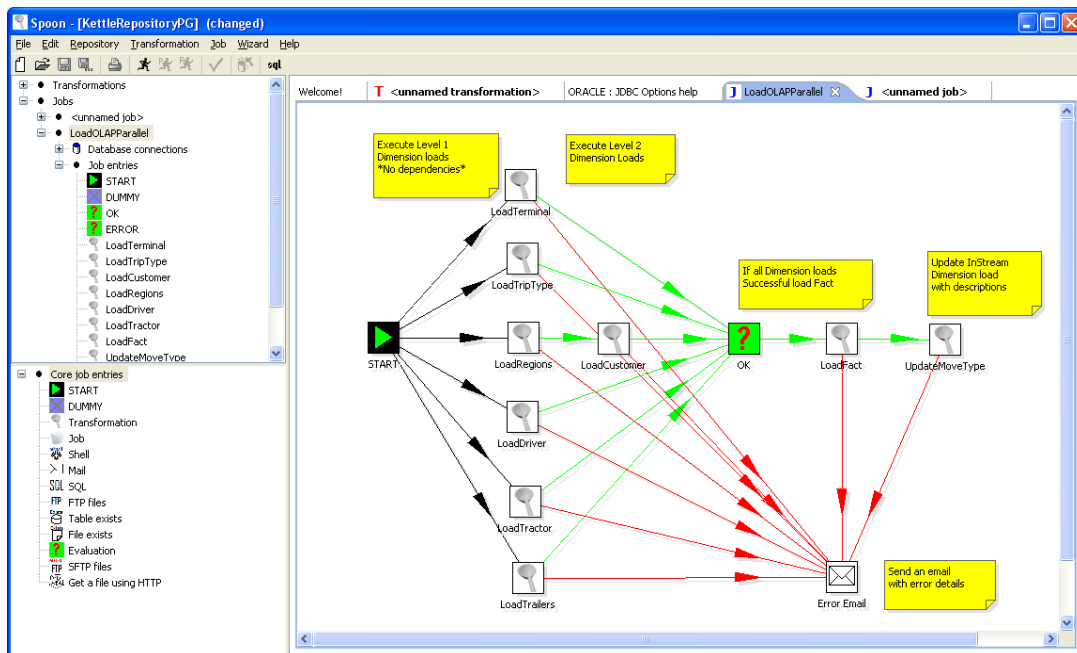 Spoon - [KettleRepositoryPG] (changed)
File Edit Repository Transformation Job Wizard Help
sql
Transformations
Jobs
<unnamed job>
LoadOLAPParallel
Database connections
Job entries
START
DUMMY
OK
ERROR
LoadTerminal
LoadTripType
LoadCustomer
LoadRegions
LoadDriver
LoadTractor
LoadFact
UpdateMoveType
Core job entries
START
DUMMY
Transformation
Job
Shell
Mail
SQL SQL
FTP FTP files
Table exists
File exists
? Evaluation
FTP SFTP files
Get a file using HTTP
Welcome! T <unnamed transformation> ORACLE : JDBC Options help J LoadOLAPParallel J <unnamed job>
Execute Level 1
Dimension loads
*No dependencies*
Execute Level 2
Dimension Loads
LoadTerminal
LoadTripType
If all Dimension loads
Successful load Fact
Update InStream
Dimension load
with descriptions
?
START LoadRegions LoadCustomer OK LoadFact UpdateMoveType
LoadDriver
LoadTractor
LoadTrailers
Error Email
Send an email
with error details